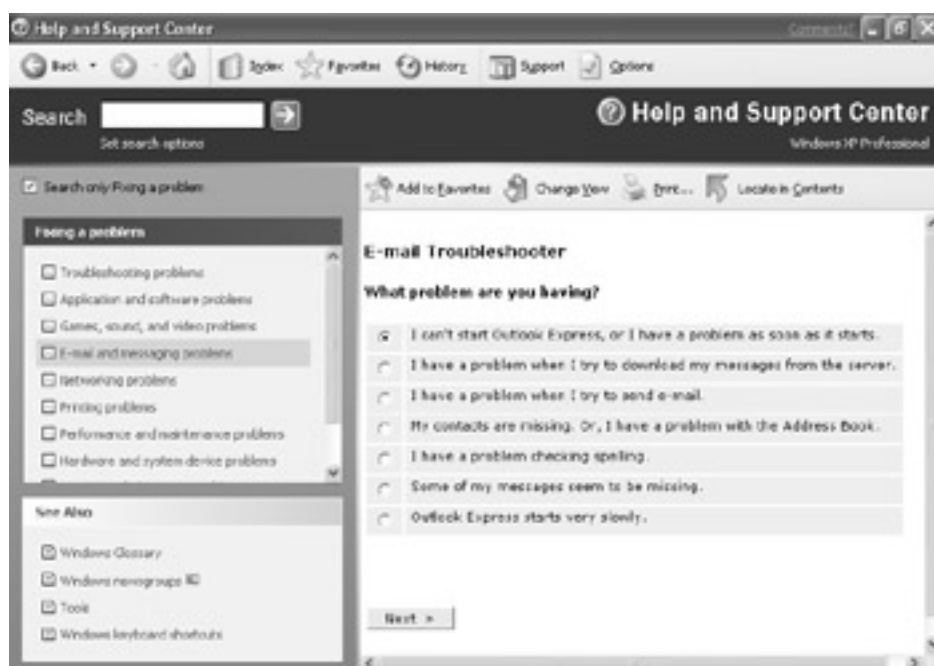 Help and Support Center
Comments?
Back
Index Favorites History Support Options
Search
Set search options
Help and Support Center
Windows XP Professional
Search only Fixing a problem
Add to Favorites Change View Print... Locate in Contents
Fixing a problem
Troubleshooting problems
Application and software problems
Games, sound, and video problems
E-mail and messaging problems
Networking problems
Printing problems
Performance and maintenance problems
Hardware and system device problems
See Also
Windows Glossary
Windows newsgroups
Tools
Windows keyboard shortcuts
E-mail Troubleshooter
What problem are you having?
I can't start Outlook Express, or I have a problem as soon as it starts.
I have a problem when I try to download my messages from the server.
I have a problem when I try to send e-mail.
My contacts are missing. Or, I have a problem with the Address Book.
I have a problem checking spelling.
Some of my messages seem to be missing.
Outlook Express starts very slowly.
Next >